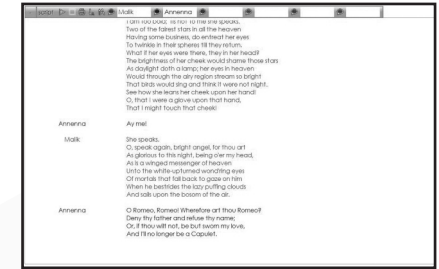 script Malik Annenna
I am too bold: 'tis not to me she speaks.
Two of the fairest stars in all the heaven
Having some business, do entreat her eyes
To twinkle in their spheres till they return.
What if her eyes were there, they in her head?
The brightness of her cheek would shame those stars
As daylight doth a lamp; her eyes in heaven
Would through the airy region stream so bright
That birds would sing and think it were not night.
See how she leans her cheek upon her hand!
O, that I were a glove upon that hand,
That I might touch that cheek!
Annenna Ay me!
Malik She speaks.
O, speak again, bright angel, for thou art
As glorious to this night, being o'er my head,
As is a winged messenger of heaven
Unto the white-upturned wond'ring eyes
Of mortals that fall back to gaze on him
When he bestrides the lazy puffing clouds
And sails upon the bosom of the air.
Annenna O Romeo, Romeo! Wherefore art thou Romeo?
Deny thy father and refuse thy name;
Or, if thou wilt not, be but sworn my love,
And I'll no longer be a Capulet.